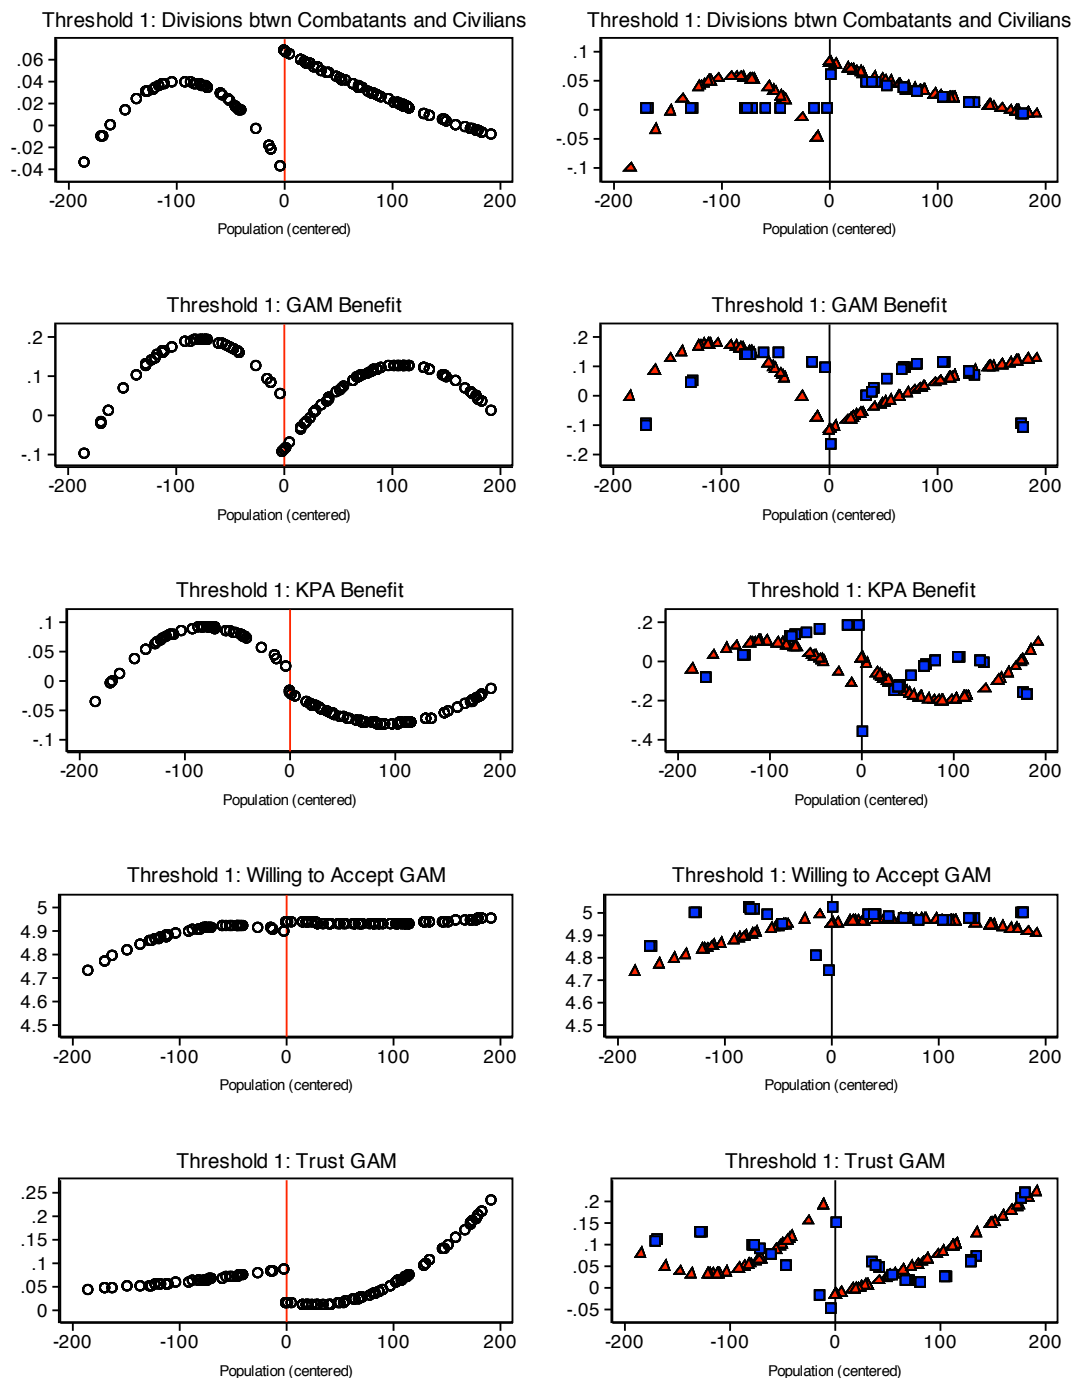 Threshold 1: Divisions btwn Combatants and Civilians
.06
.04
.02
0
-.02
-.04
-200 -100 0 100 200
Population (centered)
Threshold 1: Divisions btwn Combatants and Civilians
.1
.05
0
-.05
-.1
-200 -100 0 100 200
Population (centered)
Threshold 1: GAM Benefit
.2
.1
0
-.1
-200 -100 0 100 200
Population (centered)
Threshold 1: GAM Benefit
.2
.1
0
-.1
-.2
-200 -100 0 100 200
Population (centered)
Threshold 1: KPA Benefit
.1
.05
0
-.05
-.1
-200 -100 0 100 200
Population (centered)
Threshold 1: KPA Benefit
.2
0
-.2
-.4
-200 -100 0 100 200
Population (centered)
Threshold 1: Willing to Accept GAM
5
4.9
4.8
4.7
4.6
4.5
-200 -100 0 100 200
Population (centered)
Threshold 1: Willing to Accept GAM
5
4.9
4.8
4.7
4.6
4.5
-200 -100 0 100 200
Population (centered)
Threshold 1: Trust GAM
.25
.2
.15
.1
.05
0
-200 -100 0 100 200
Population (centered)
Threshold 1: Trust GAM
.2
.15
.1
.05
0
-.05
-200 -100 0 100 200
Population (centered)